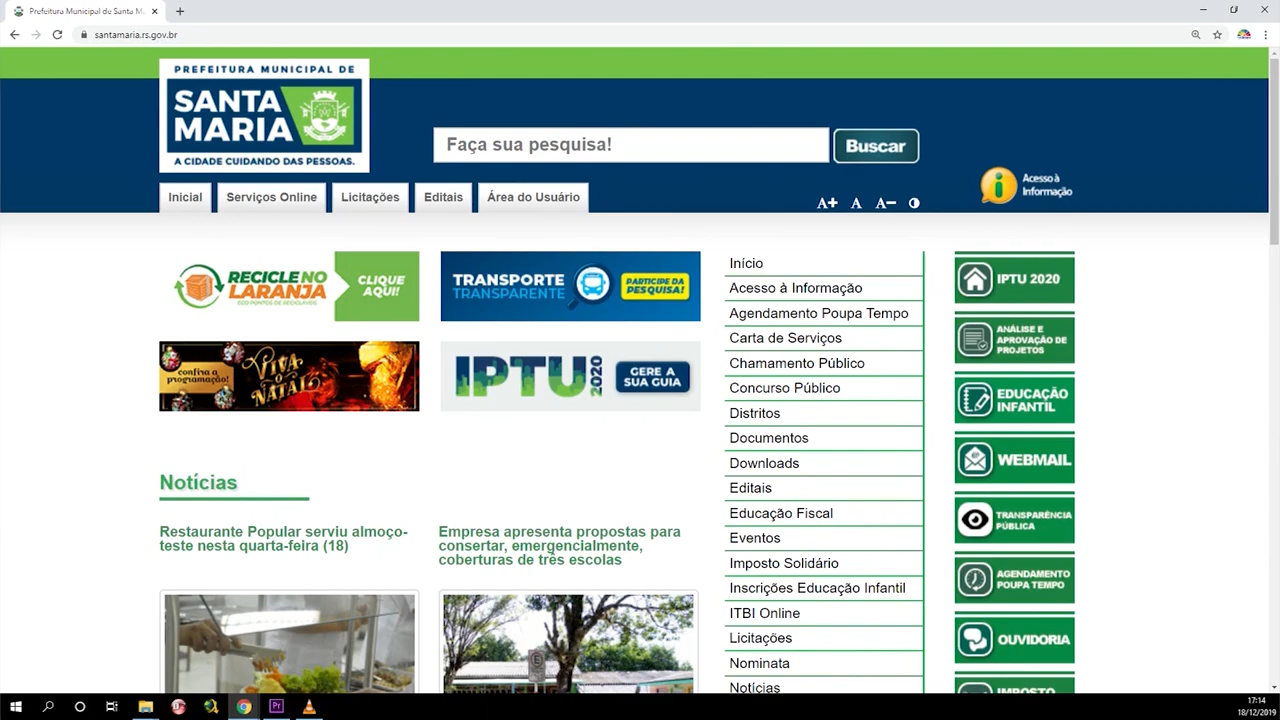 Prefeitura Municipal de Santa M
santamaria.rs.gov.br
PREFEITURA MUNICIPAL DE
SANTA
MARIA
A CIDADE CUIDANDO DAS PESSOAS.
Faça sua pesquisa!
Buscar
Acesso à
Informação
Inicial
Serviços Online
Licitações
Editais
Área do Usuário
A+ A A-
RECICLE NO
LARANJA
CLIQUE
AQUI!
TRANSPORTE
TRANSPARENTE
PARTICIPE DA
PESQUISA!
confira a
programação!
VIVA
O
NATAL
IPTU
2020
GERE A
SUA GUIA
Notícias
Restaurante Popular serviu almoço-
teste nesta quarta-feira (18)
Empresa apresenta propostas para
consertar, emergencialmente,
coberturas de três escolas
Início
Acesso à Informação
Agendamento Poupa Tempo
Carta de Serviços
Chamamento Público
Concurso Público
Distritos
Documentos
Downloads
Editais
Educação Fiscal
Eventos
Imposto Solidário
Inscrições Educação Infantil
ITBI Online
Licitações
Nominata
Notícias
IPTU 2020
ANÁLISE E
APROVAÇÃO DE
PROJETOS
EDUCAÇÃO
INFANTIL
WEBMAIL
TRANSPARÊNCIA
PÚBLICA
AGENDAMENTO
POUPA TEMPO
OUVIDORIA
IMPOSTO
17:14
18/12/2019